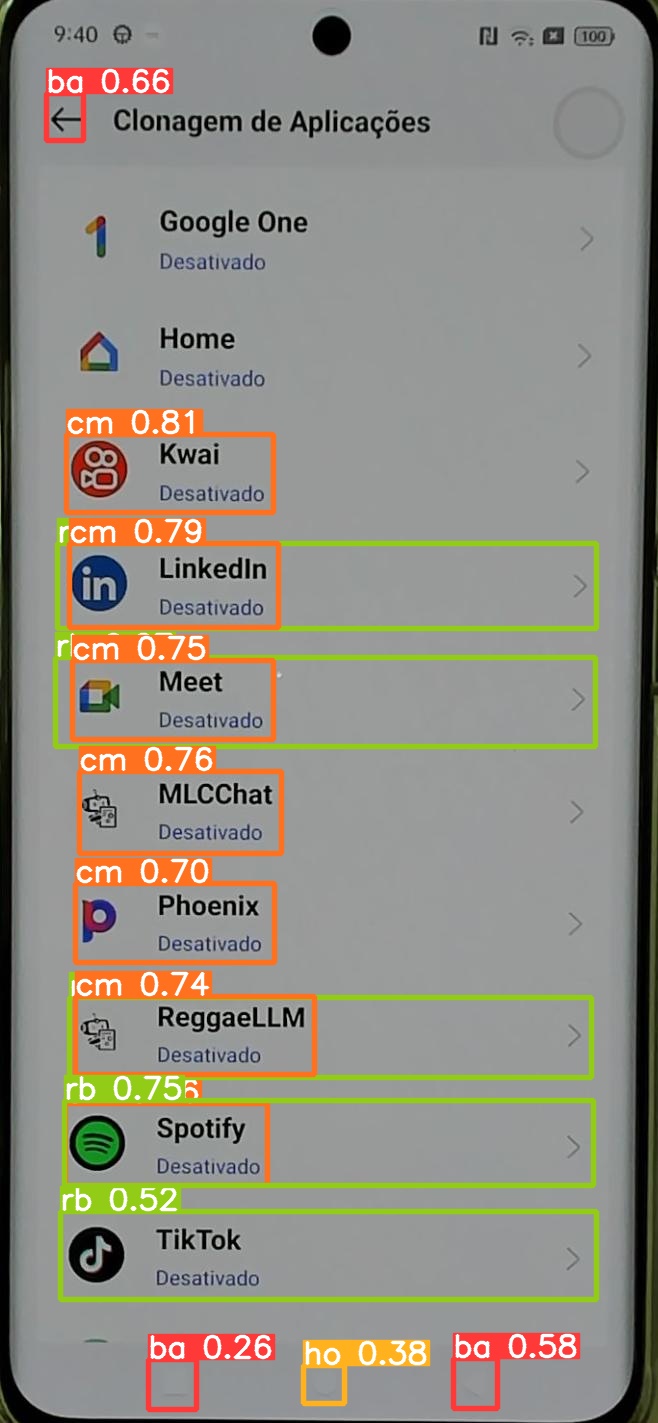 9:40
100
ba 0.66
Clonagem de Aplicações
Google One
Desativado
Home
Desativado
cm 0.81
Kwai
Desativado
cm 0.79
in LinkedIn
Desativado
cm 0.75
Meet
Desativado
cm 0.76
MLCChat
Desativado
cm 0.70
Phoenix
Desativado
cm 0.74
ReggaeLLM
Desativado
rb 0.75
Spotify
Desativado
rb 0.52
TikTok
Desativado
ba 0.26
ho 0.38
ba 0.58